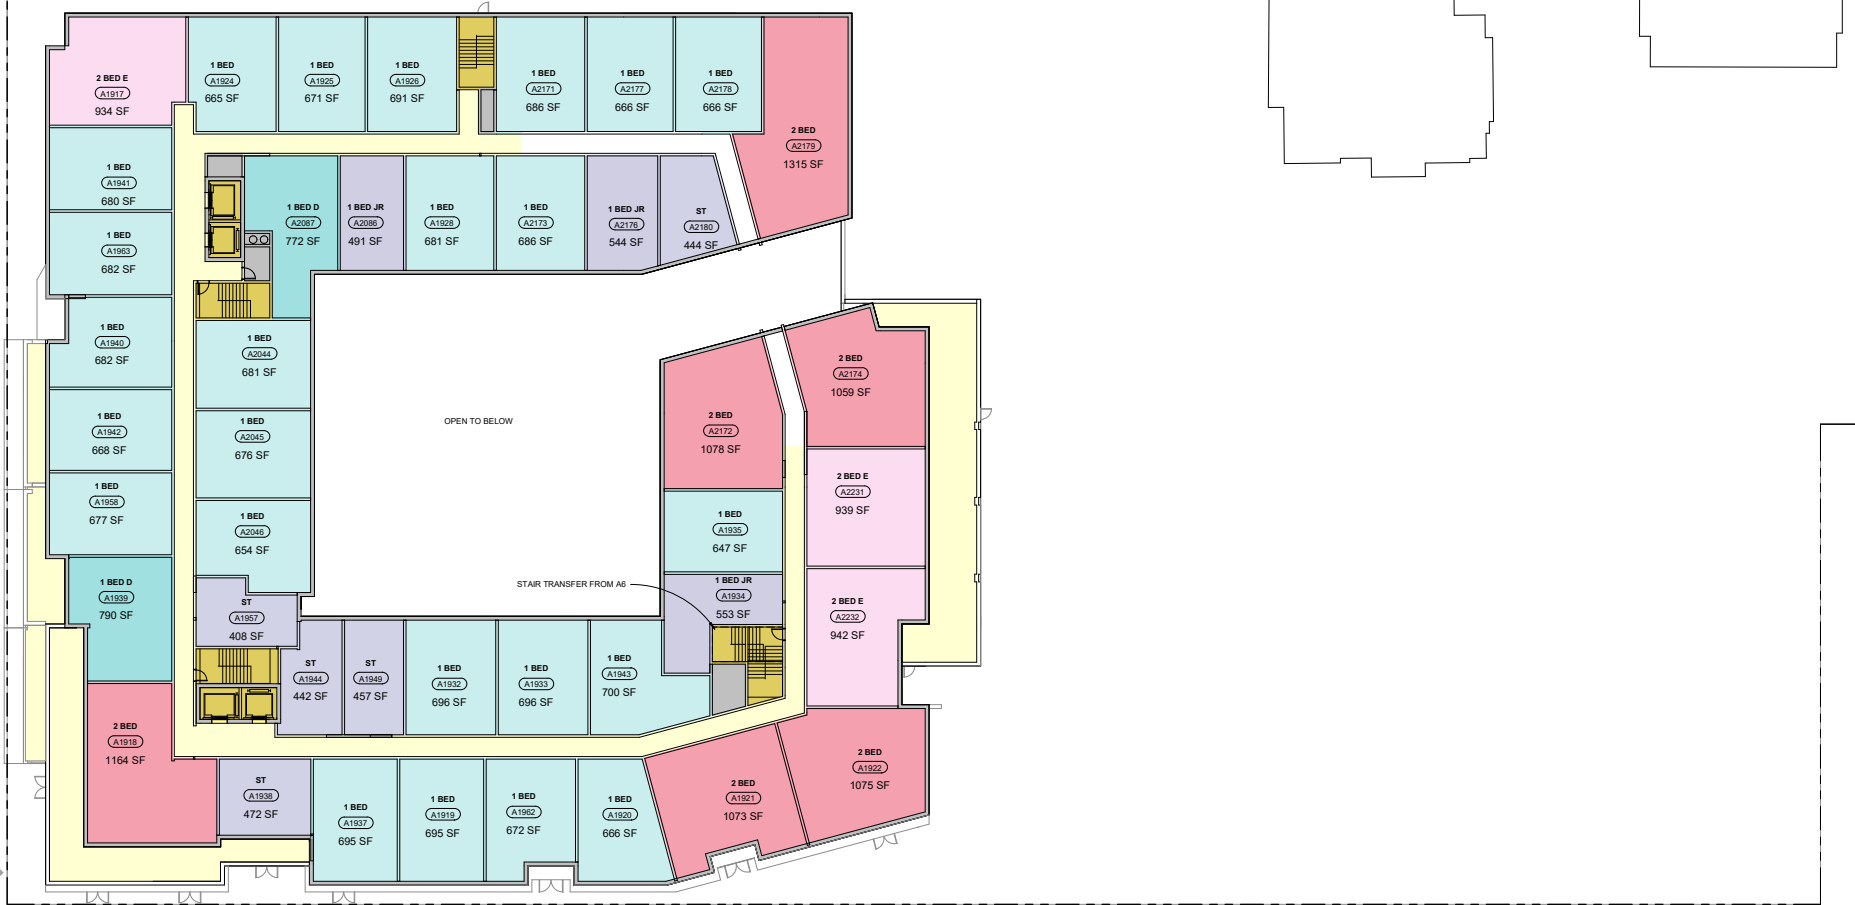 1 BED
A1924
665 SF
1 BED
A1925
671 SF
1 BED
A1926
691 SF
1 BED
A2171
686 SF
1 BED
A2177
666 SF
1 BED
A2178
666 SF
2 BED E
A1917
934 SF
2 BED
A2179
1315 SF
1 BED
A1941
680 SF
1 BED D
A2087
772 SF
1 BED JR
A2086
491 SF
1 BED
A1928
681 SF
1 BED
A2173
686 SF
1 BED JR
A2176
544 SF
ST
A2180
444 SF
1 BED
A1963
682 SF
1 BED
A1940
682 SF
1 BED
A2044
681 SF
2 BED
A2174
1059 SF
1 BED
A1942
668 SF
1 BED
A2045
676 SF
OPEN TO BELOW
2 BED
A2172
1078 SF
2 BED E
A2231
939 SF
1 BED
A1958
677 SF
1 BED
A2046
654 SF
1 BED
A1935
647 SF
STAIR TRANSFER FROM A6
1 BED JR
A1934
553 SF
1 BED D
A1939
790 SF
ST
A1957
408 SF
2 BED E
A2232
942 SF
ST
A1944
442 SF
ST
A1949
457 SF
1 BED
A1932
696 SF
1 BED
A1933
696 SF
1 BED
A1943
700 SF
2 BED
A1918
1164 SF
2 BED
A1922
1075 SF
ST
A1938
472 SF
1 BED
A1937
695 SF
1 BED
A1919
695 SF
1 BED
A1962
672 SF
1 BED
A1920
666 SF
2 BED
A1921
1073 SF